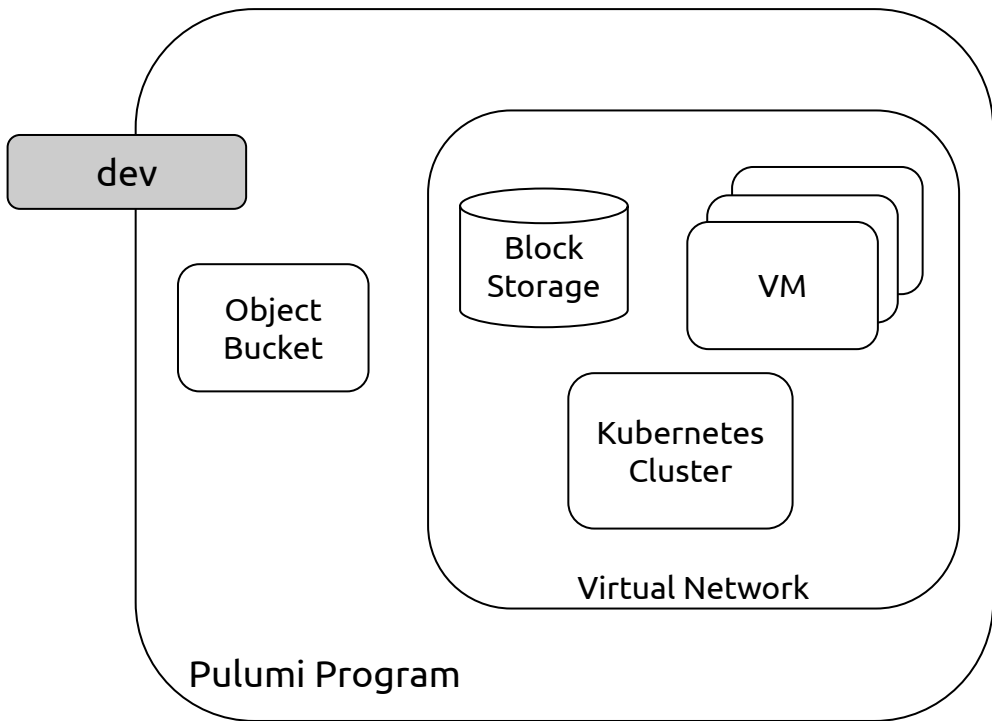 dev
Object
Bucket
Block
Storage
VM
Kubernetes
Cluster
Virtual Network
Pulumi Program